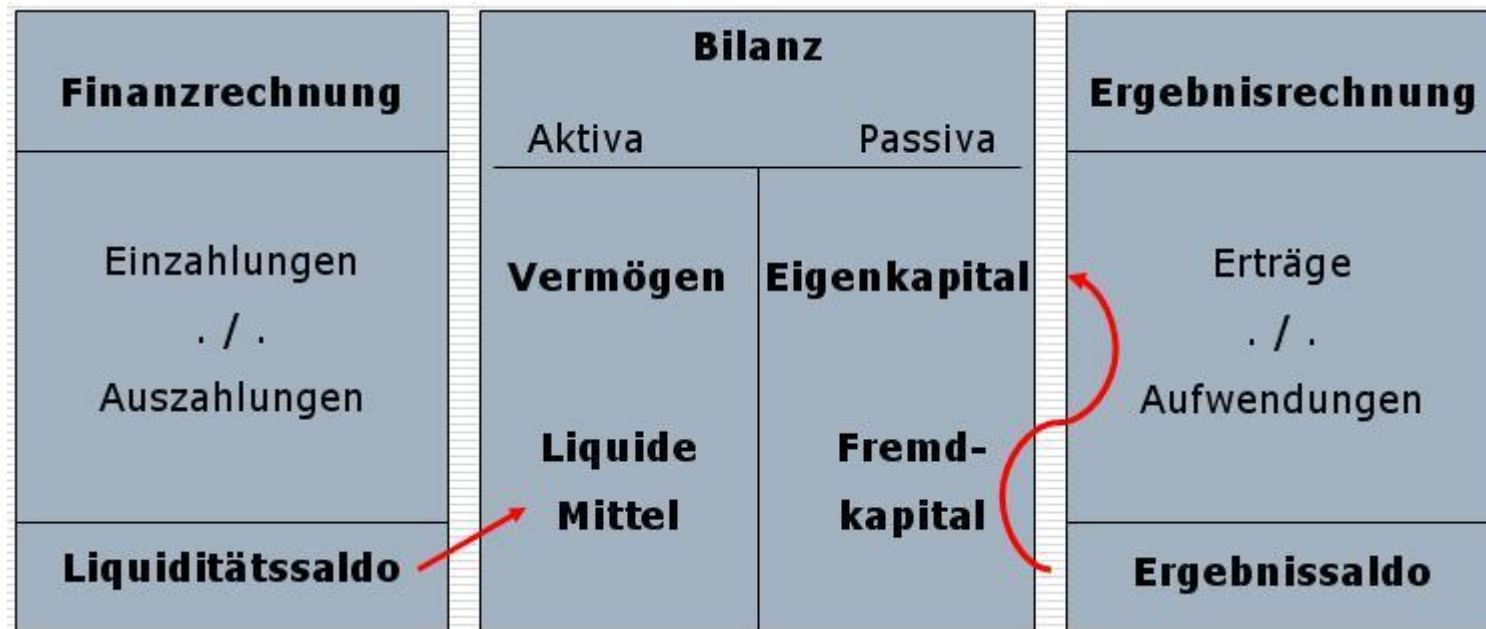 Finanzrechnung
Einzahlungen
. / .
Auszahlungen
Liquiditätssaldo
Bilanz
Aktiva Passiva
Vermögen Eigenkapital
Liquide
Mittel
Fremd-
kapital
Ergebnisrechnung
Erträge
. / .
Aufwendungen
Ergebnissaldo